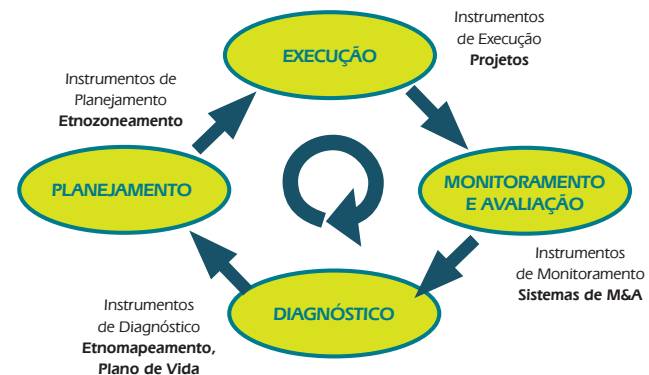 Instrumentos
de Execução
Projetos
EXECUÇÃO
Instrumentos de
Planejamento
Etnozoneamento
PLANEJAMENTO
MONITORAMENTO
E AVALIAÇÃO
Instrumentos
de Monitoramento
Sistemas de M&A
DIAGNÓSTICO
Instrumentos
de Diagnóstico
Etnomapeamento,
Plano de Vida